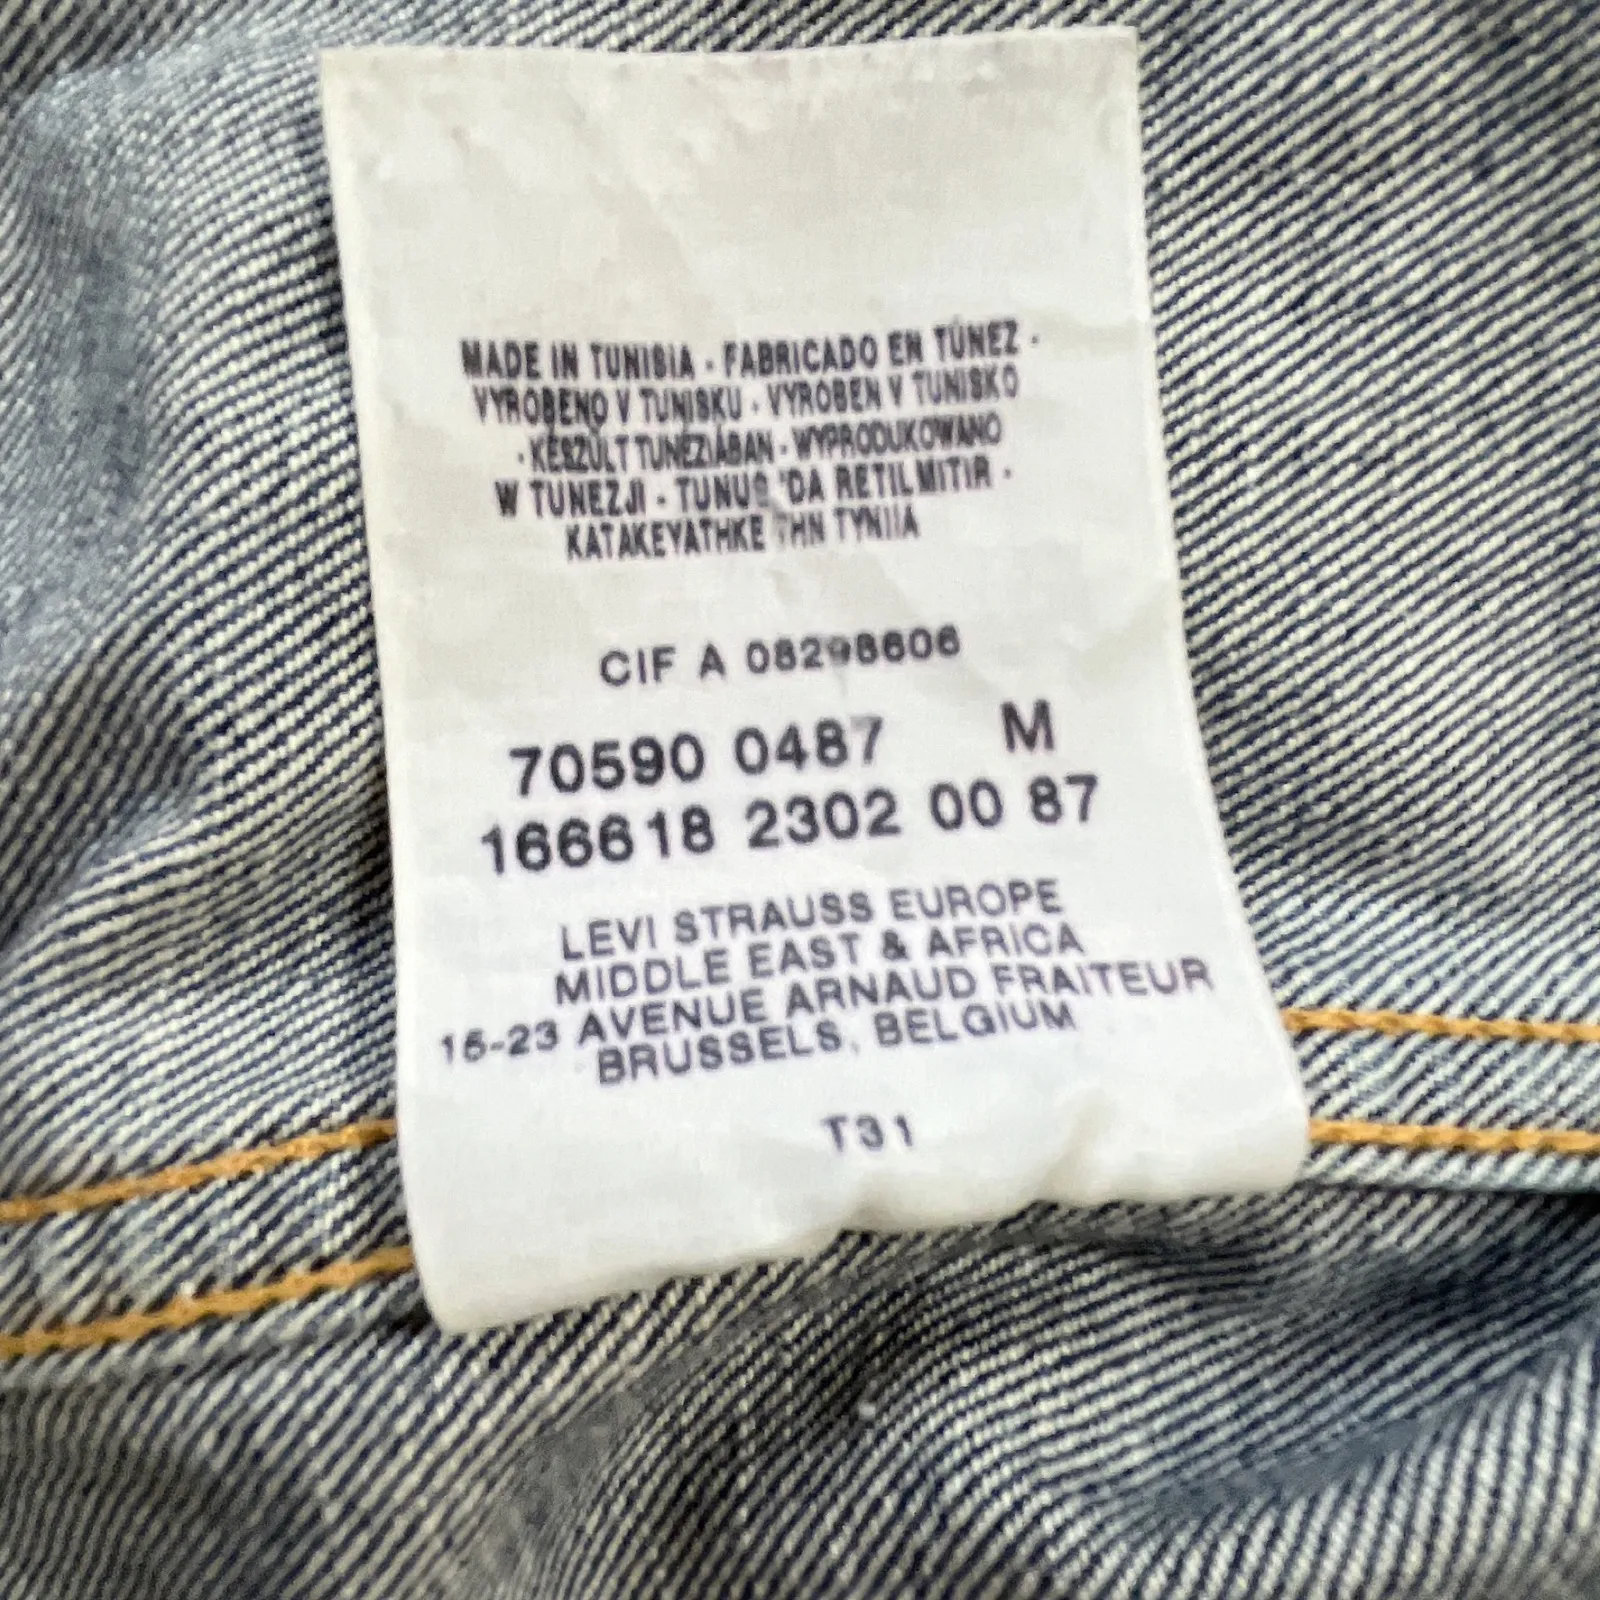 MADE IN TUNISIA · FABRICADO EN TÚNEZ ·
VYROBENO V TUNISKU · VYROBEN V TUNISKO
· KÉSZÜLT TUNÉZIÁBAN · WYPRODUKOWANO
W TUNEZJI · TUNUS 'DA RETILMITIR ·
KATAKEYATHKE THN TYNIIA
CIF A 08298606
70590 0487 M
166618 2302 00 87
LEVI STRAUSS EUROPE
MIDDLE EAST & AFRICA
15-23 AVENUE ARNAUD FRAITEUR
BRUSSELS, BELGIUM
T31